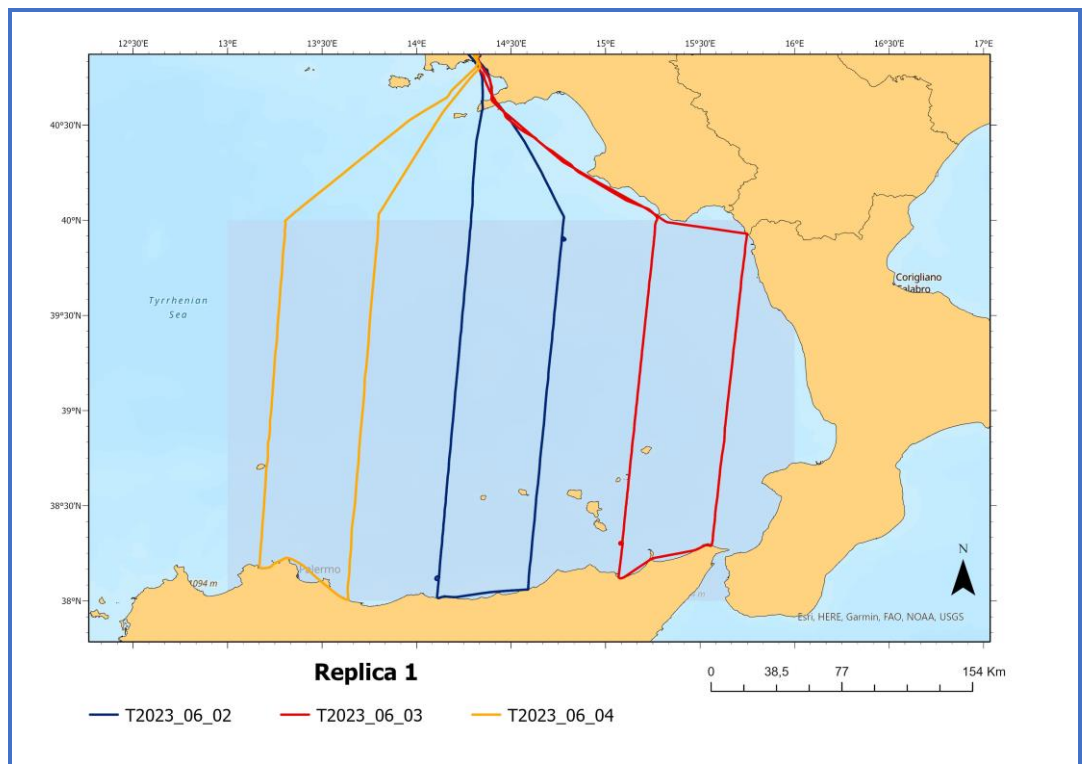 12°30'E 13°E 13°30'E 14°E 14°30'E 15°E 15°30'E 16°E 16°30'E 17°E
40°30'N
40°N
Corigliano
Calabro
Tyrrhenian
Sea
39°30'N
39°N
38°30'N
Palermo
1094 m
N
38°N
m
Esri, HERE, Garmin, FAO, NOAA, USGS
Replica 1
0 38,5 77 154 Km
T2023_06_02 T2023_06_03 T2023_06_04